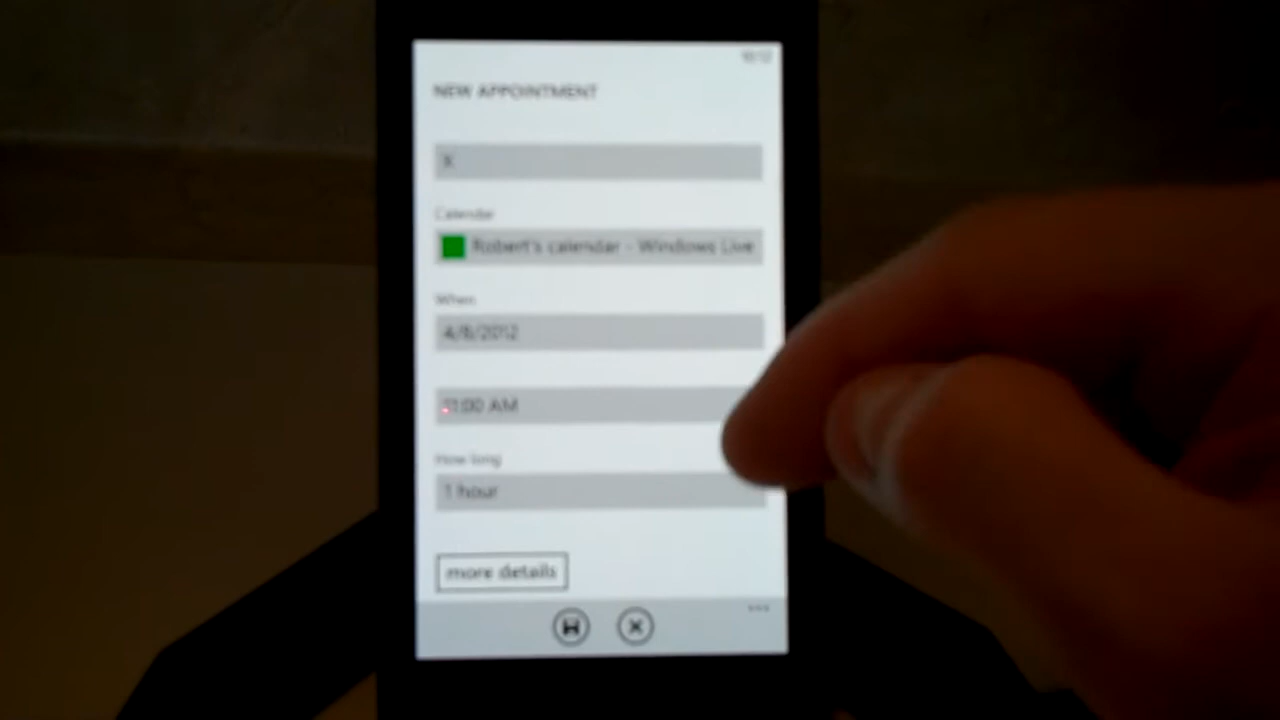 NEW APPOINTMENT
X
Calendar
Robert's calendar - Windows Live
When
4/8/2012
11:00 AM
How long
1 hour
more details